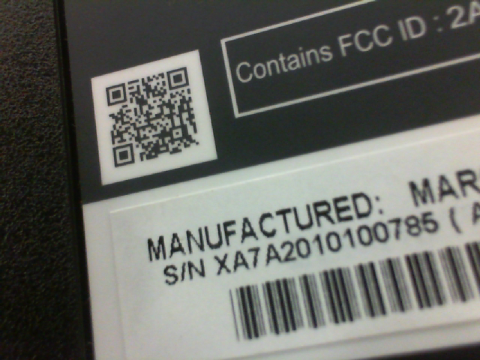 Contains FCC ID : 2A
MANUFACTURED: MAR
S/N XA7A2010100785 ( A